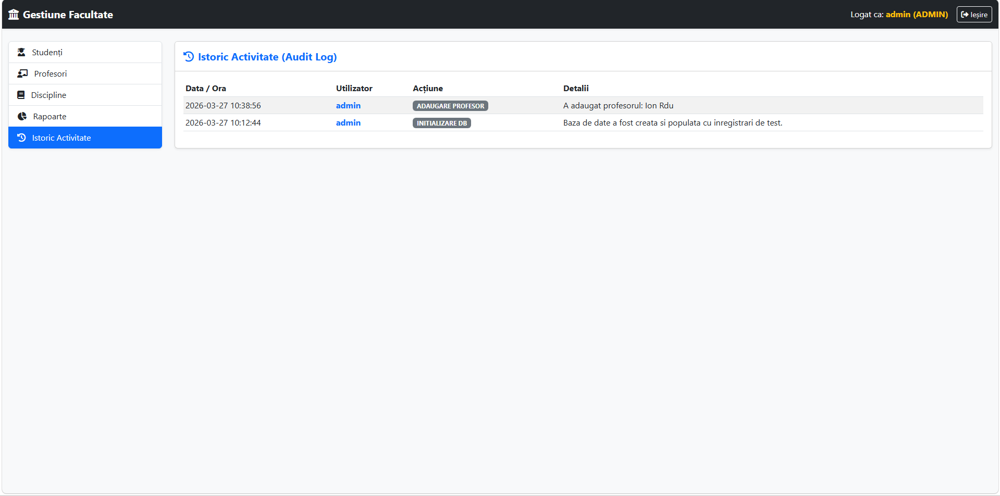 Gestiune Facultate
Logat ca: admin (ADMIN)
Ieșire
Studenți
Profesori
Discipline
Rapoarte
Istoric Activitate
Istoric Activitate (Audit Log)
Data / Ora Utilizator Acțiune Detalii
2026-03-27 10:38:56 admin ADAUGARE PROFESOR A adaugat profesorul: Ion Rdu
2026-03-27 10:12:44 admin INITIALIZARE DB Baza de date a fost creata si populata cu inregistrari de test.